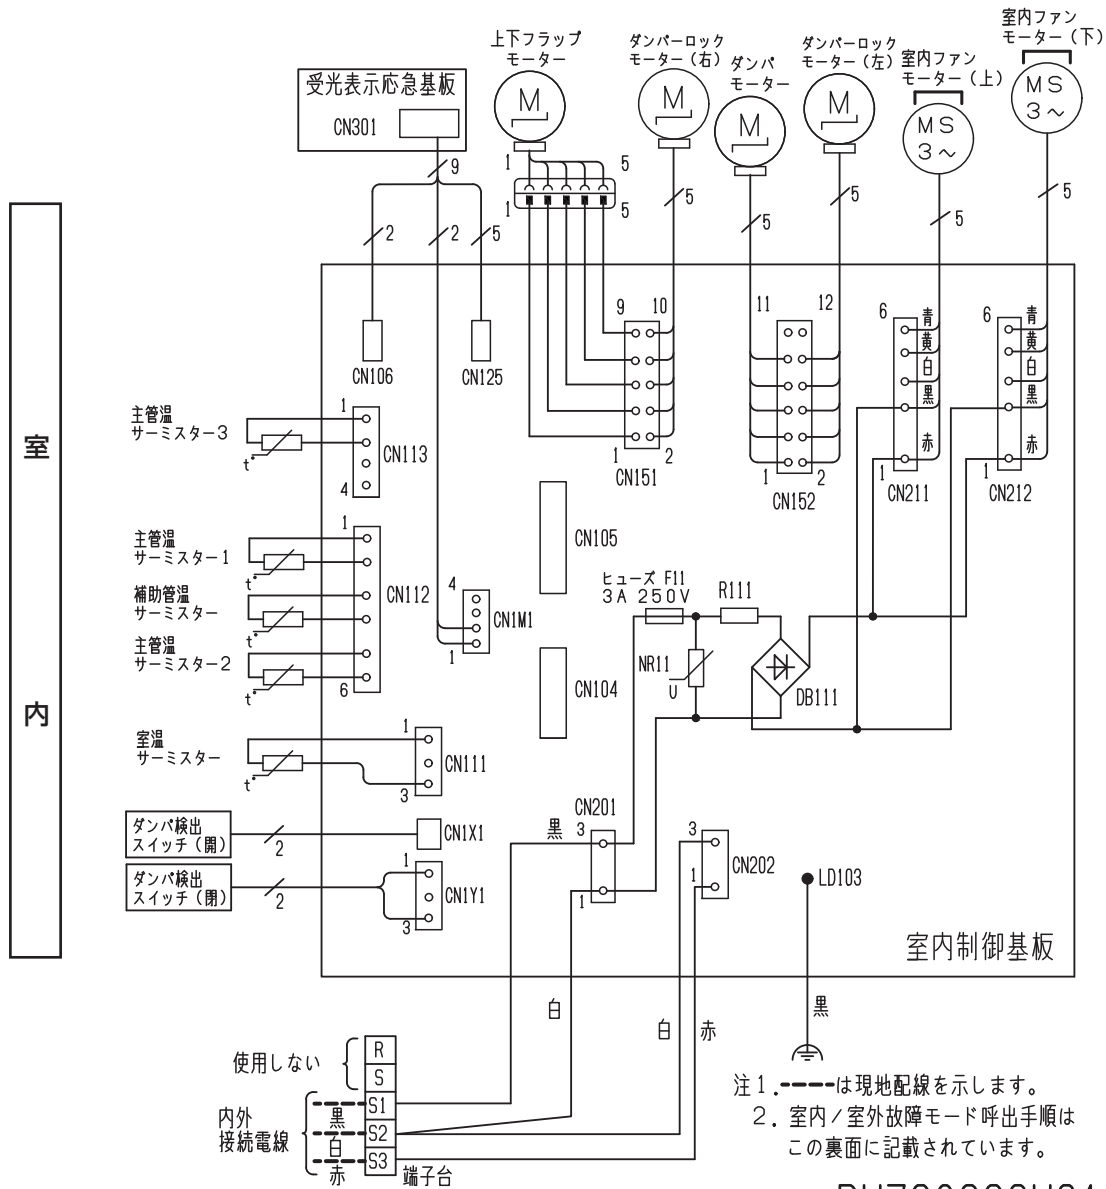 室内ファン
モーター（下）
上下フラップ
モーター
ダンパーロック
モーター（右）
ダンパ
モーター
ダンパーロック
モーター（左）
室内ファン
モーター（上）
受光表示応急基板
CN301
M
M
M
M
MS
3～
MS
3～
9
1
5
1
5
5
5
5
5
5
2
2
5
室
内
9
10
11
12
6
青
黄
白
黒
赤
6
青
黄
白
黒
赤
CN106
CN125
主管温
サーミスター3
t°
1
4
CN113
1
2
CN151
1
2
CN152
1
CN211
1
CN212
主管温
サーミスター1
t°
補助管温
サーミスター
t°
主管温
サーミスター2
t°
1
6
CN112
CN105
4
1
CN1M1
ヒューズ F11
3A 250V
R111
NR11
U
DB111
CN104
室温
サーミスター
t°
1
3
CN111
ダンパ検出
スイッチ（開）
2
CN1X1
ダンパ検出
スイッチ（閉）
2
1
3
CN1Y1
CN201
黒
3
1
3
1
CN202
LD103
室内制御基板
白
白
赤
黒
使用しない
R
S
内外
接続電線
黒
白
赤
S1
S2
S3
端子台
注1.----は現地配線を示します。
2. 室内/室外故障モード呼出手順は
この裏面に記載されています。